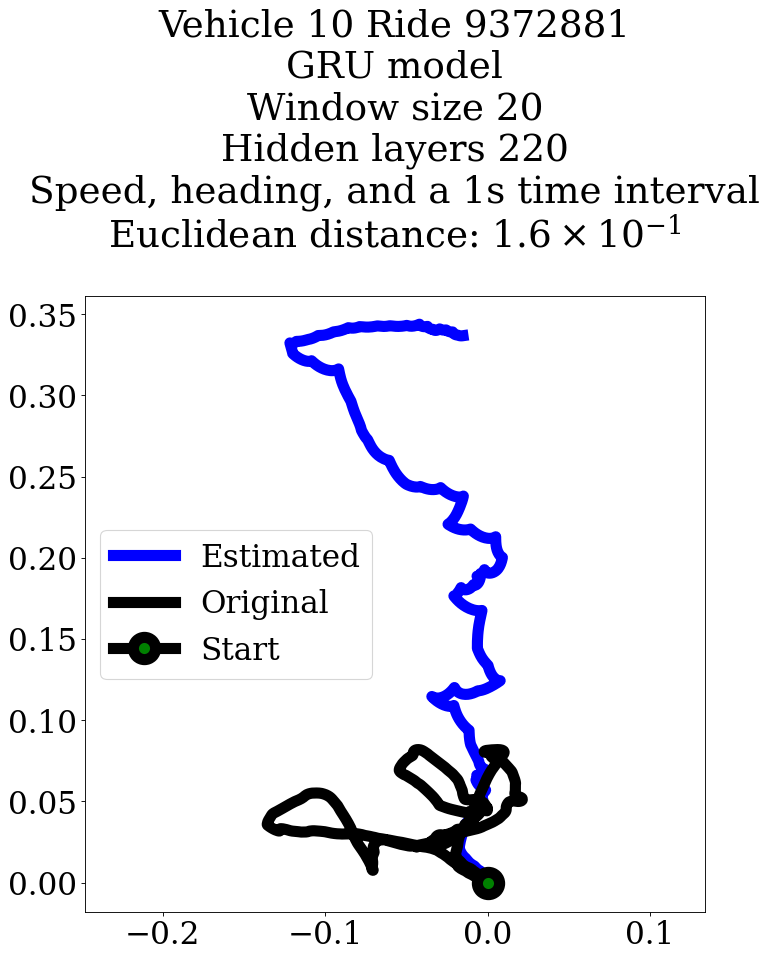 Vehicle 10 Ride 9372881
GRU model
Window size 20
Hidden layers 220
Speed, heading, and a 1s time interval
Euclidean distance: 1.6 × 10⁻¹
0.35
0.30
0.25
0.20
0.15
0.10
0.05
0.00
Estimated
Original
Start
−0.2
−0.1
0.0
0.1